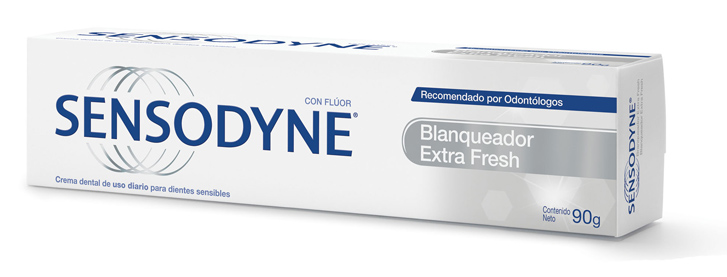 SENSODYNE
CON FLÚOR
SENSODYNE®
Crema dental de uso diario para dientes sensibles
Recomendado por Odontólogos
Blanqueador
Extra Fresh
Contenido
Neto 90g
SENSODYNE®